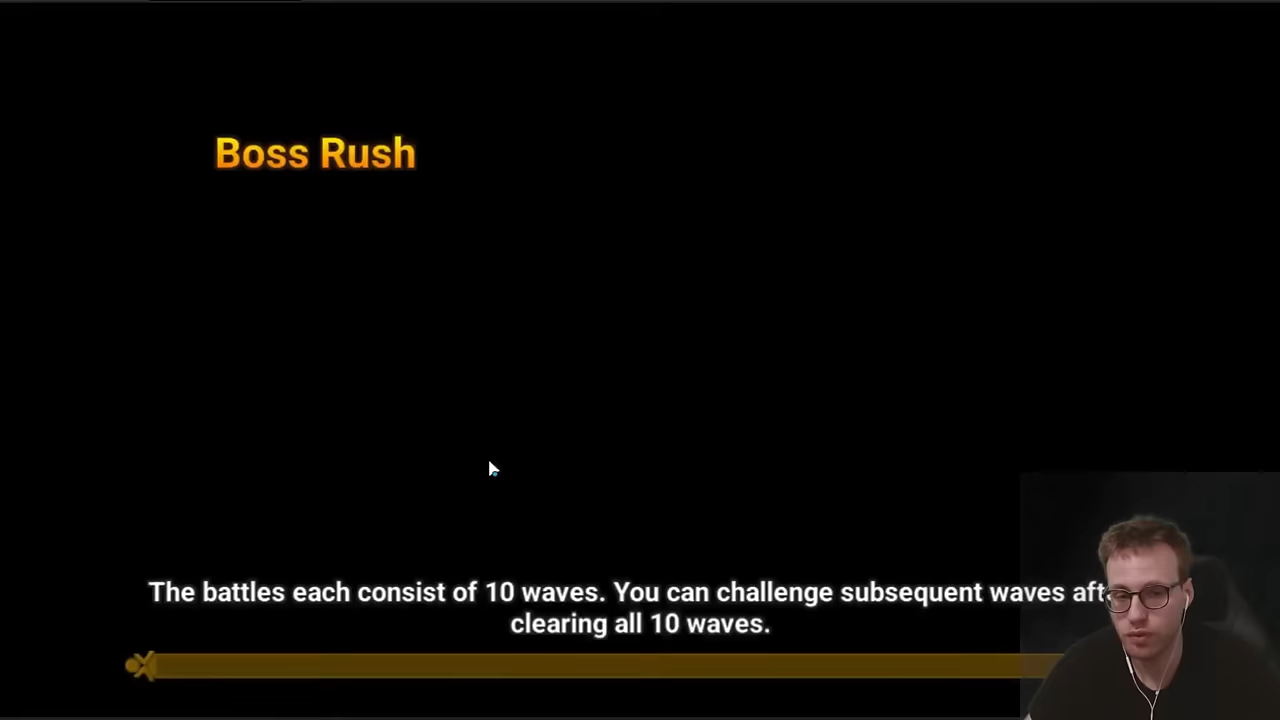 Boss Rush
The battles each consist of 10 waves. You can challenge subsequent waves aft
clearing all 10 waves.